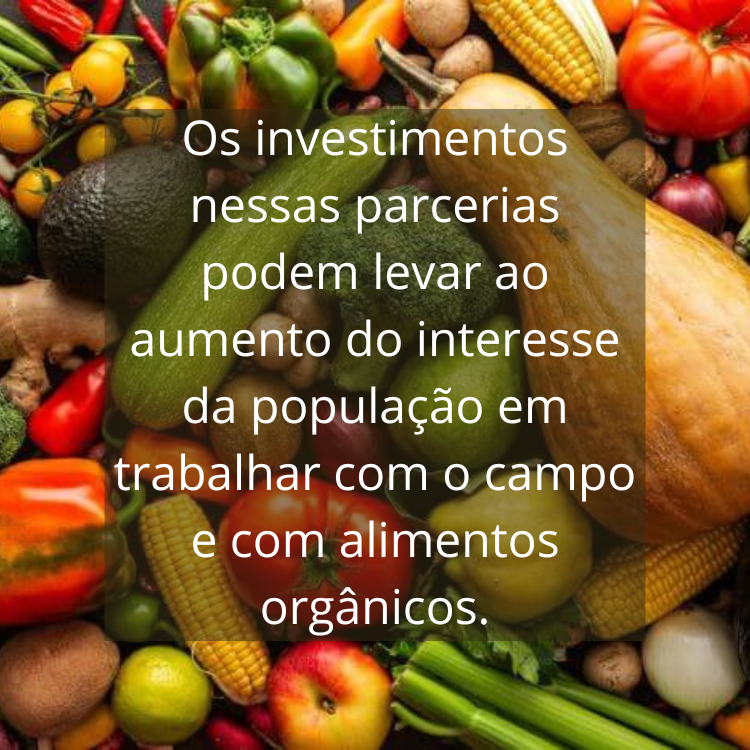 Os investimentos
nessas parcerias
podem levar ao
aumento do interesse
da população em
trabalhar com o campo
e com alimentos
orgânicos.